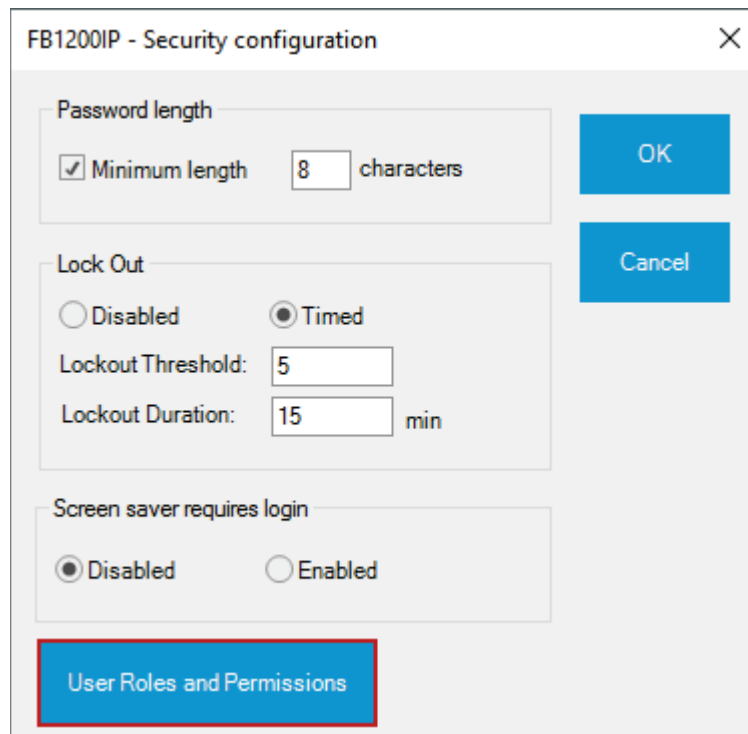 FB1200IP - Security configuration
Password length
Minimum length 8 characters
OK
Lock Out
Cancel
Disabled Timed
Lockout Threshold: 5
Lockout Duration: 15 min
Screen saver requires login
Disabled Enabled
User Roles and Permissions